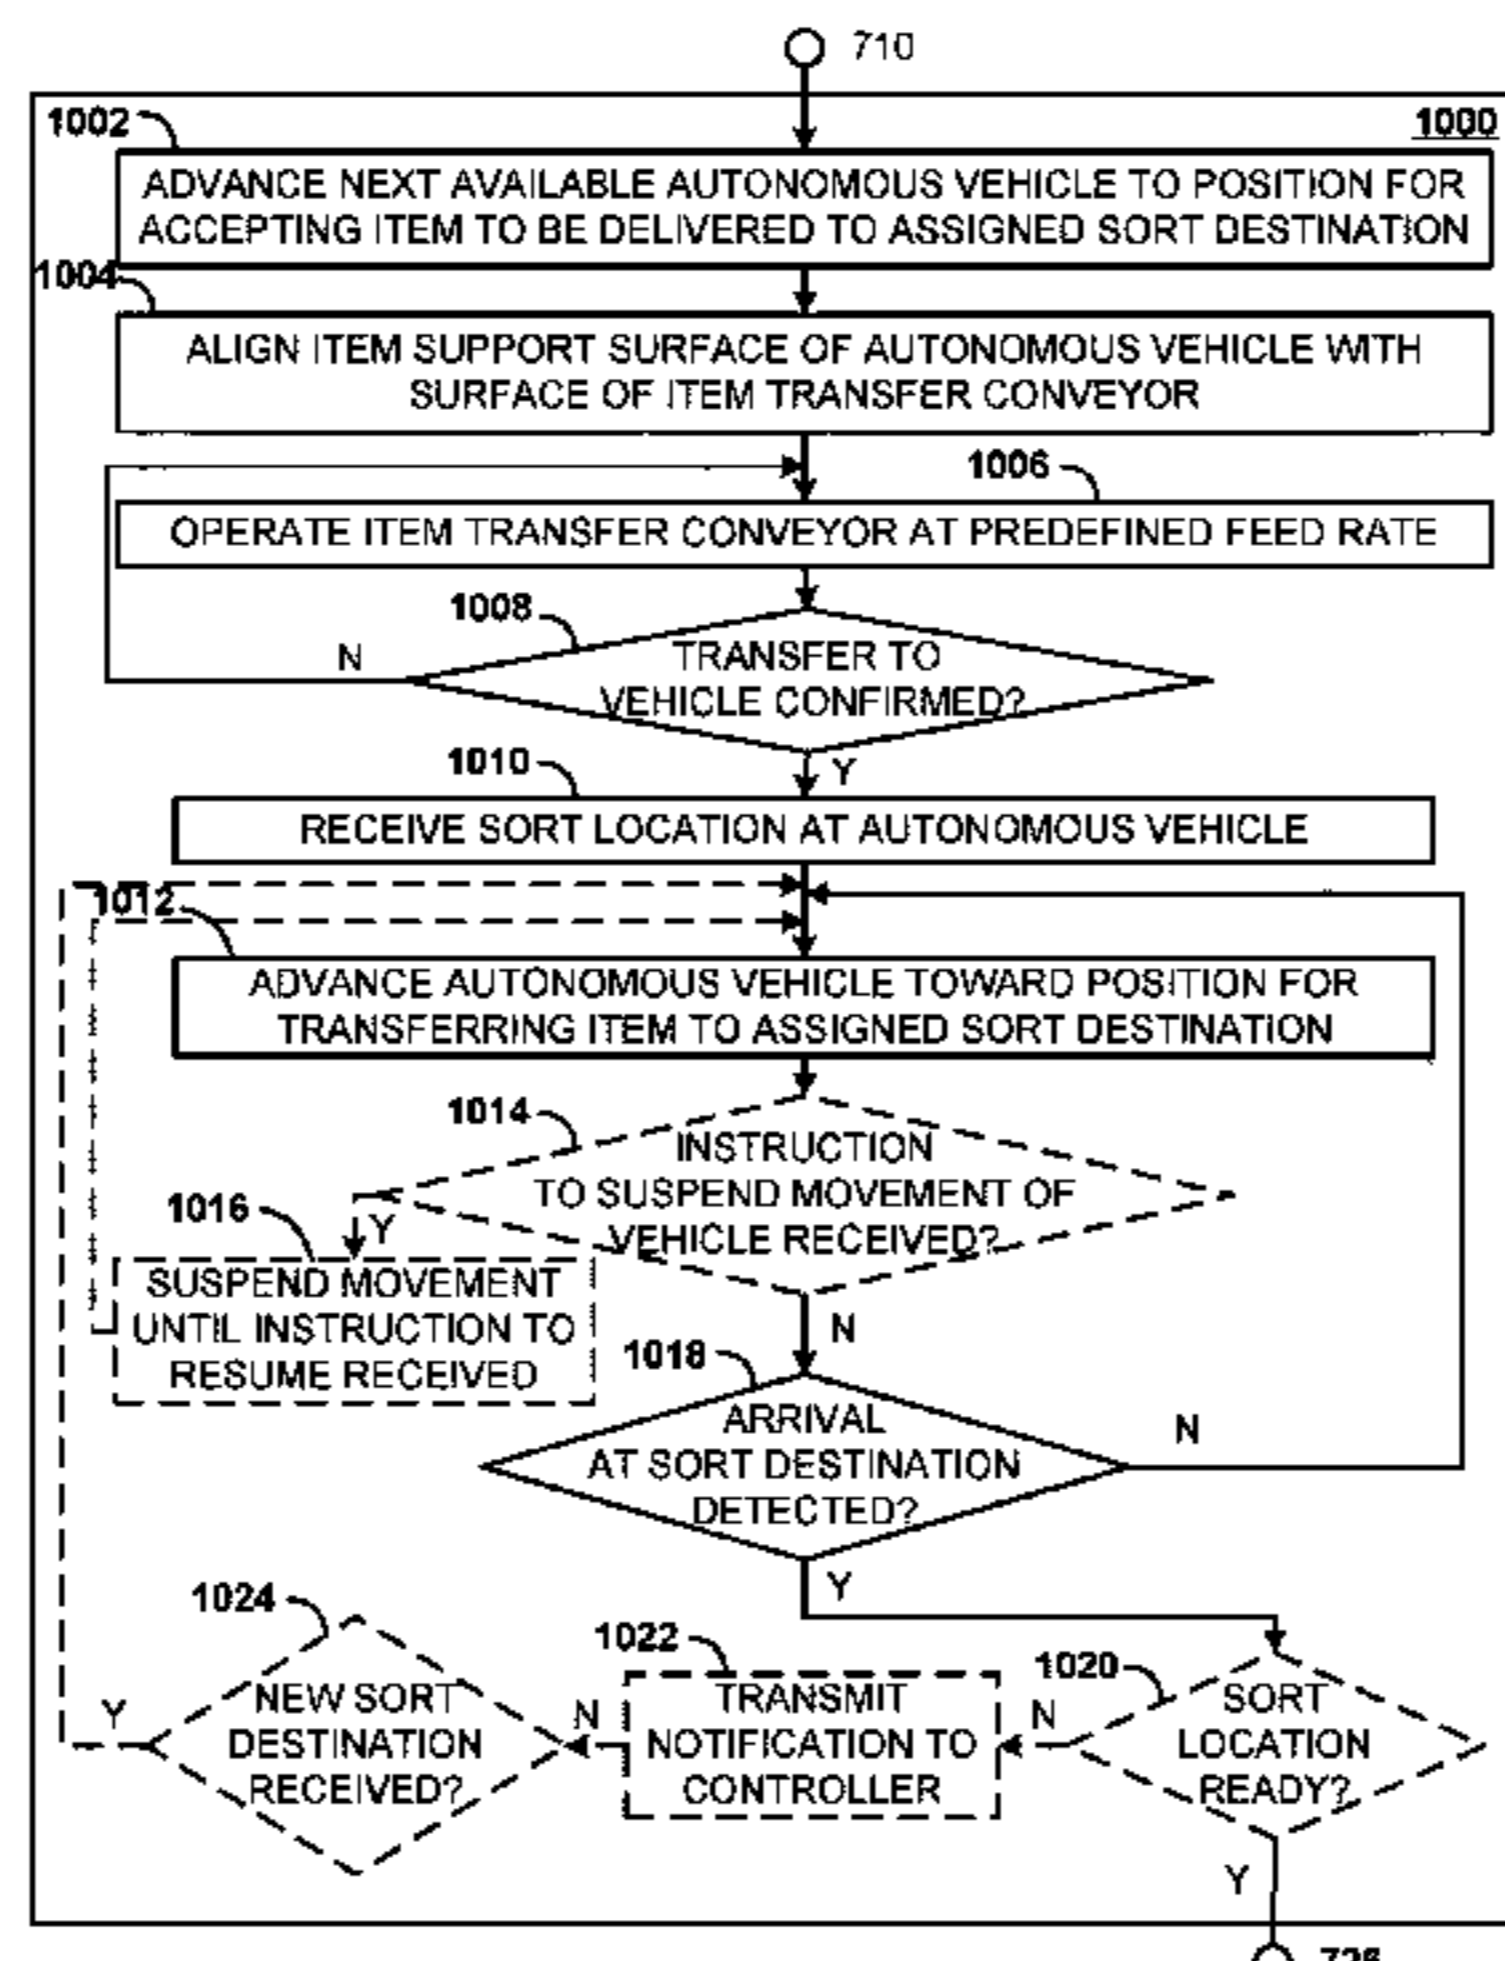 710
1000
1002
ADVANCE NEXT AVAILABLE AUTONOMOUS VEHICLE TO POSITION FOR
ACCEPTING ITEM TO BE DELIVERED TO ASSIGNED SORT DESTINATION
1004
ALIGN ITEM SUPPORT SURFACE OF AUTONOMOUS VEHICLE WITH
SURFACE OF ITEM TRANSFER CONVEYOR
1006
OPERATE ITEM TRANSFER CONVEYOR AT PREDEFINED FEED RATE
1008
N
TRANSFER TO
VEHICLE CONFIRMED?
Y
1010
RECEIVE SORT LOCATION AT AUTONOMOUS VEHICLE
1012
ADVANCE AUTONOMOUS VEHICLE TOWARD POSITION FOR
TRANSFERRING ITEM TO ASSIGNED SORT DESTINATION
1014
INSTRUCTION
TO SUSPEND MOVEMENT OF
VEHICLE RECEIVED?
Y
1016
SUSPEND MOVEMENT
UNTIL INSTRUCTION TO
RESUME RECEIVED
N
1018
ARRIVAL
AT SORT DESTINATION
DETECTED?
N
Y
1020
SORT
LOCATION
READY?
N
1022
TRANSMIT
NOTIFICATION TO
CONTROLLER
N
1024
NEW SORT
DESTINATION
RECEIVED?
Y
Y